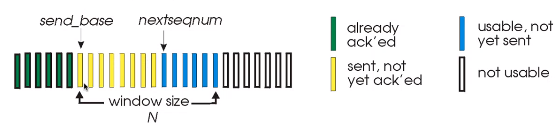 send_base
nextseqnum
already
ack'ed
usable, not
yet sent
sent, not
yet ack'ed
not usable
window size
N